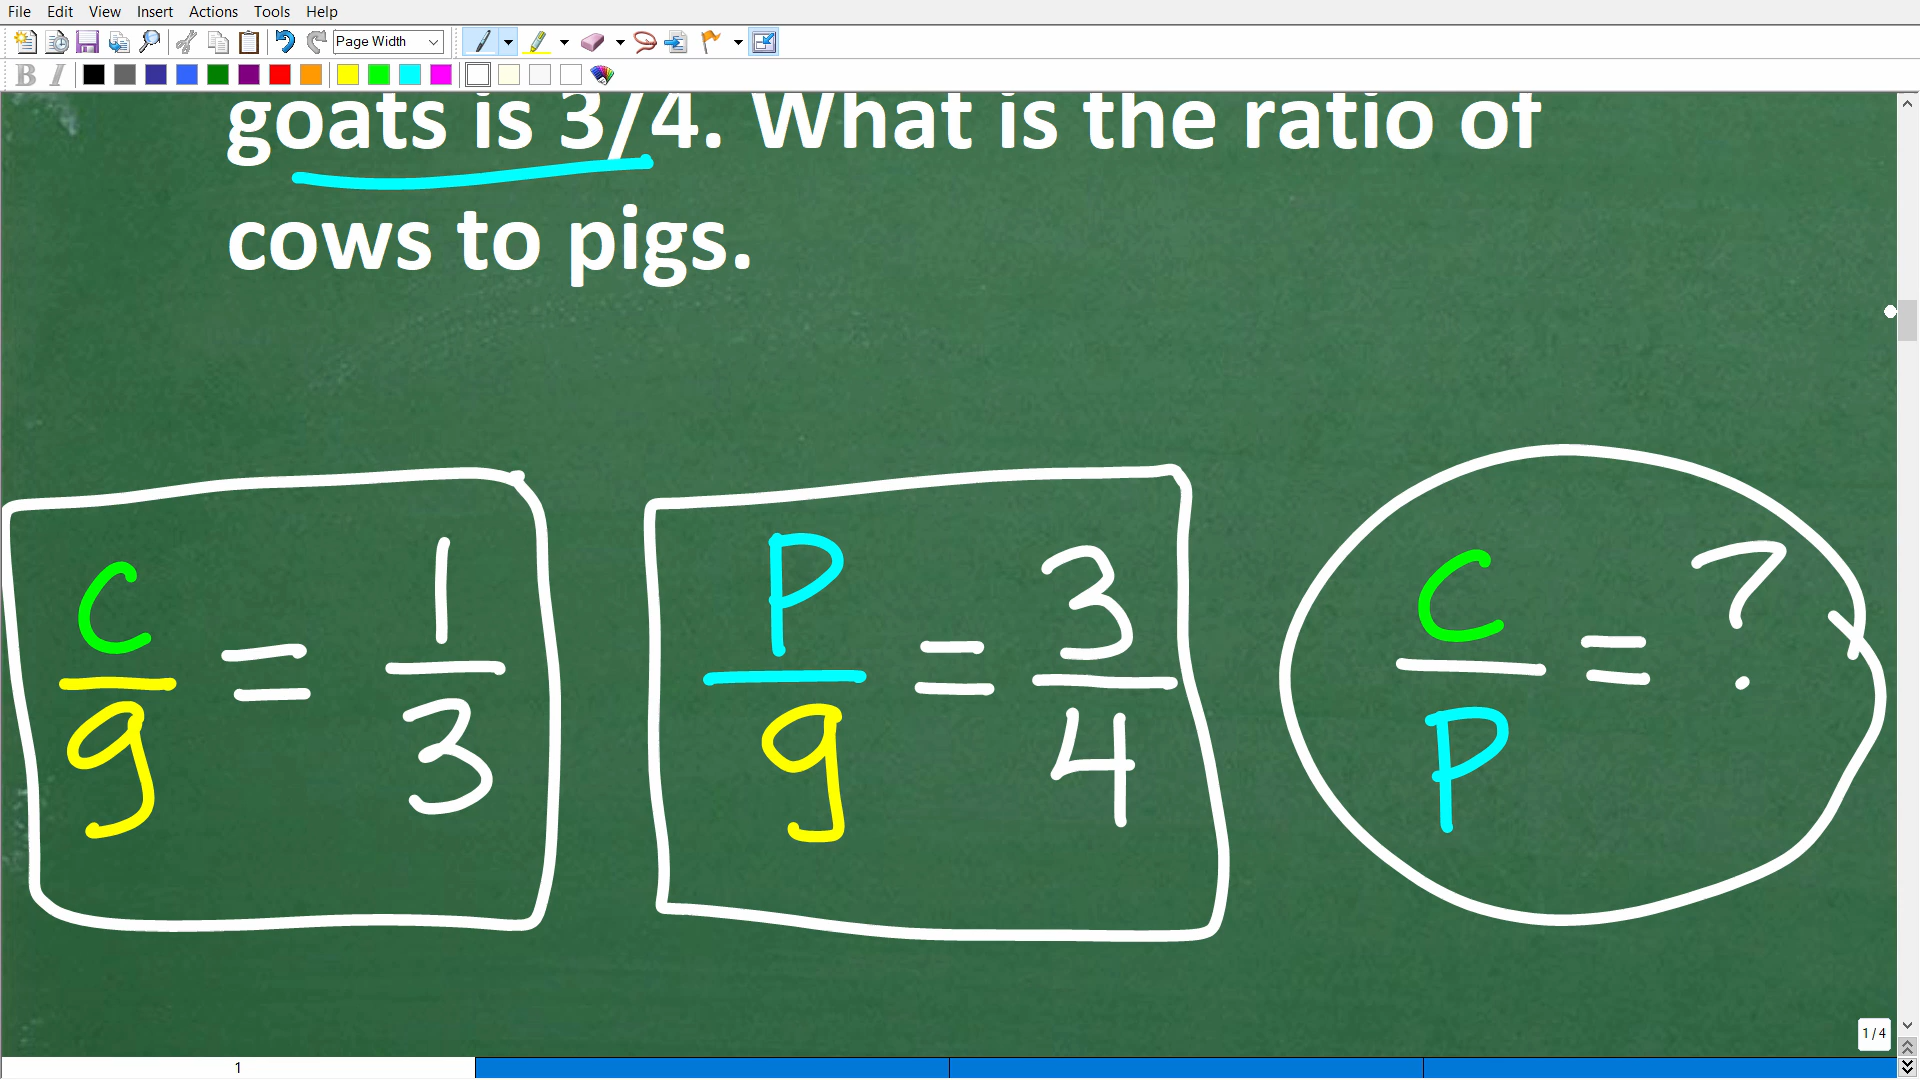 File Edit View Insert Actions Tools Help
Page Width
B I
goats is 3/4. What is the ratio of
cows to pigs.
c/g = 1/3
P/g = 3/4
c/P = ?
1 / 4
1